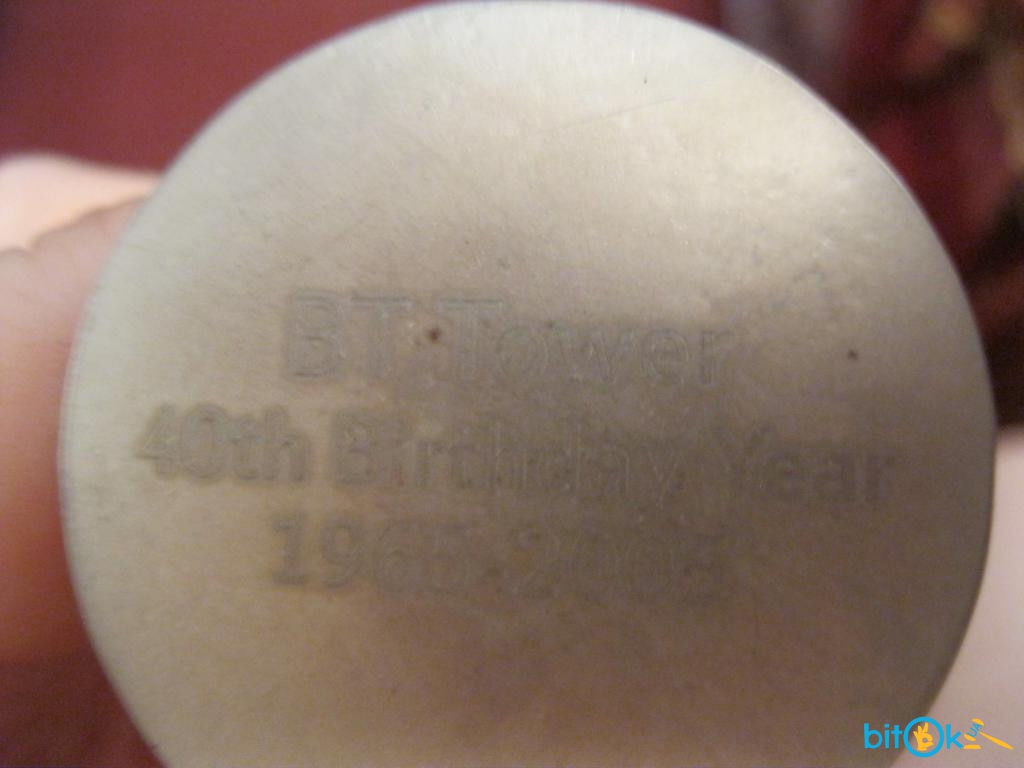 BT Tower
40th Birthday Year
1965-2005
bitOk